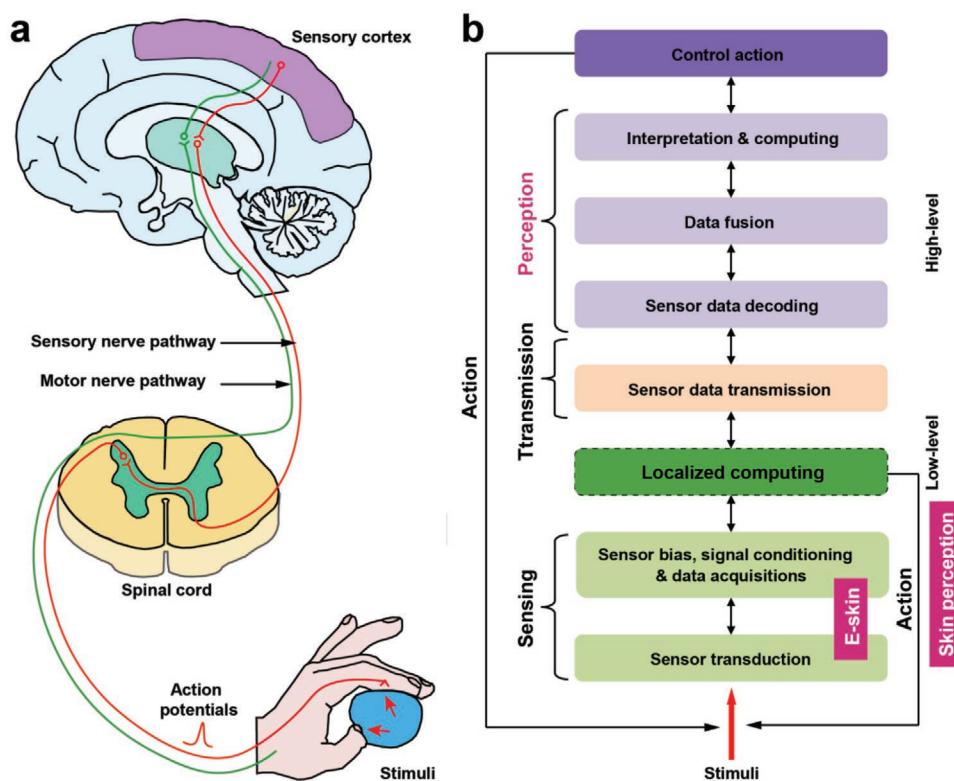 a
Sensory cortex
Sensory nerve pathway
Motor nerve pathway
Spinal cord
Action
potentials
Stimuli
b
Control action
Interpretation & computing
Data fusion
Sensor data decoding
Sensor data transmission
Localized computing
Sensor bias, signal conditioning
& data acquisitions
Sensor transduction
Stimuli
Action
Perception
Ttransmission
Sensing
E-skin
High-level
Low-level
Action
Skin perception